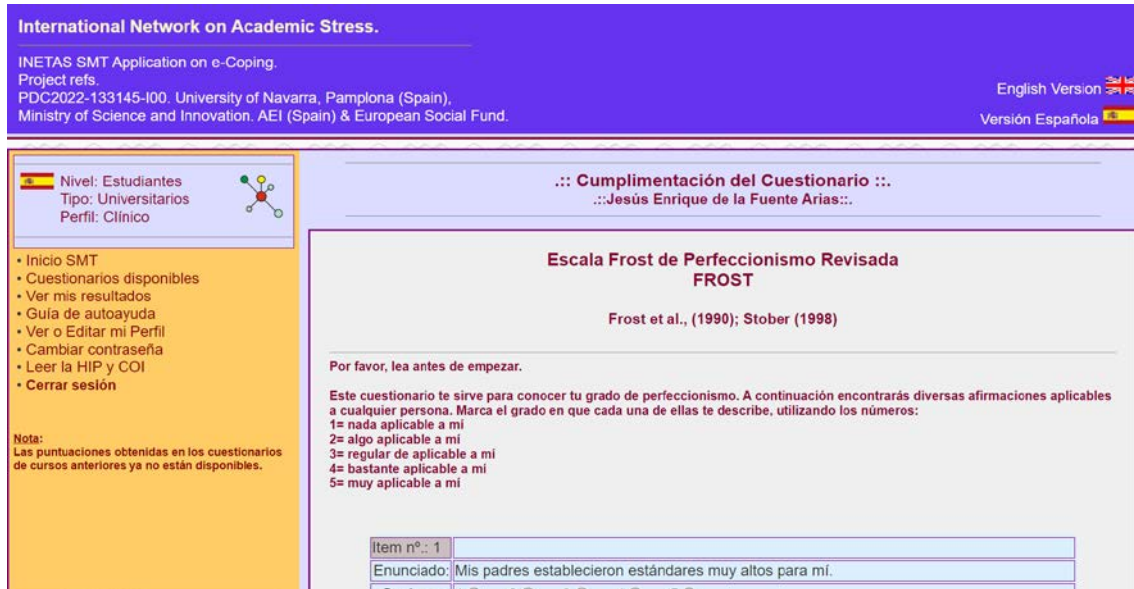 International Network on Academic Stress.
INETAS SMT Application on e-Coping.
Project refs.
PDC2022-133145-I00. University of Navarra, Pamplona (Spain),
Ministry of Science and Innovation. AEI (Spain) & European Social Fund.
English Version
Versión Española
Nivel: Estudiantes
Tipo: Universitarios
Perfil: Clínico
• Inicio SMT
• Cuestionarios disponibles
• Ver mis resultados
• Guía de autoayuda
• Ver o Editar mi Perfil
• Cambiar contraseña
• Leer la HIP y COI
• Cerrar sesión
Nota:
Las puntuaciones obtenidas en los cuestionarios
de cursos anteriores ya no están disponibles.
.:: Cumplimentación del Cuestionario ::.
.::Jesús Enrique de la Fuente Arias::.
Escala Frost de Perfeccionismo Revisada
FROST
Frost et al., (1990); Stober (1998)
Por favor, lea antes de empezar.
Este cuestionario te sirve para conocer tu grado de perfeccionismo. A continuación encontrarás diversas afirmaciones aplicables
a cualquier persona. Marca el grado en que cada una de ellas te describe, utilizando los números:
1= nada aplicable a mí
2= algo aplicable a mí
3= regular de aplicable a mí
4= bastante aplicable a mí
5= muy aplicable a mí
Item nº.: 1
Enunciado: Mis padres establecieron estándares muy altos para mí.